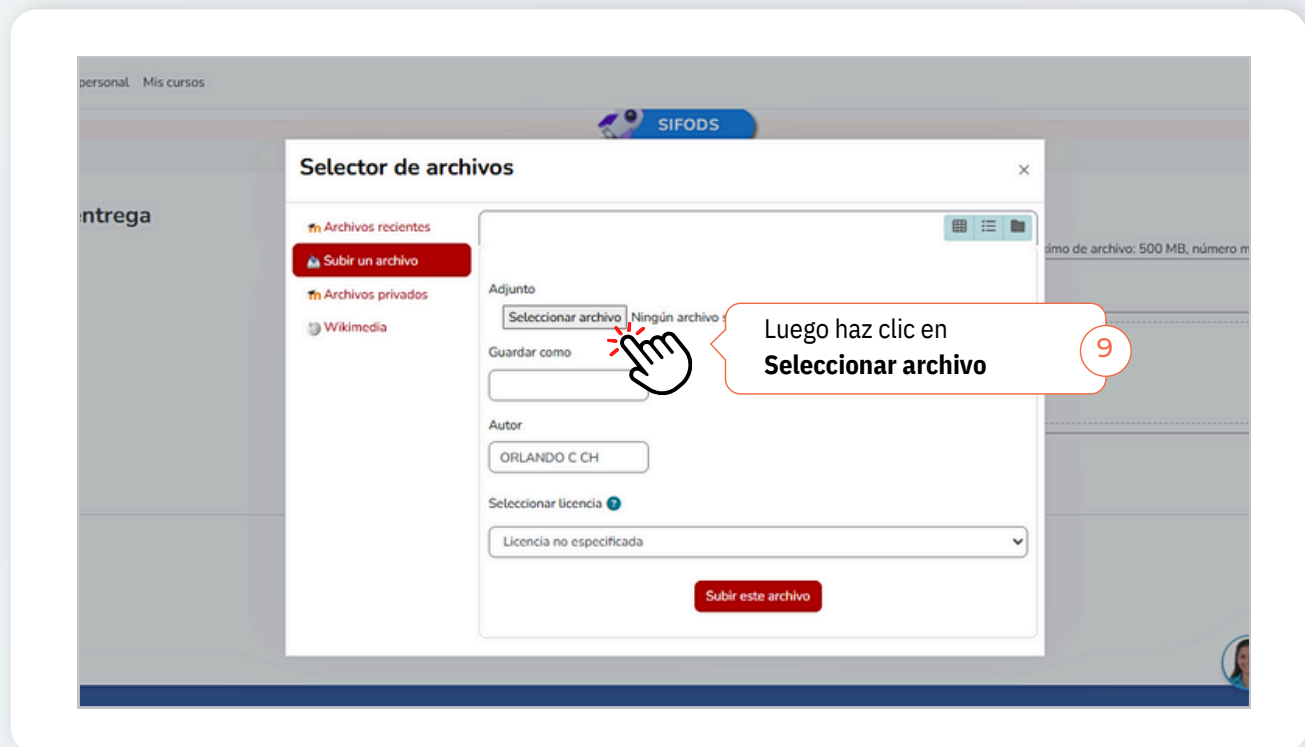 personal Mis cursos
SIFODS
Selector de archivos
×
entrega
Archivos recientes
Subir un archivo
Archivos privados
Wikimedia
imo de archivo: 500 MB, número m
Adjunto
Seleccionar archivo Ningún archivo s
Luego haz clic en
Seleccionar archivo
9
Guardar como
Autor
ORLANDO C CH
Seleccionar licencia ?
Licencia no especificada
Subir este archivo